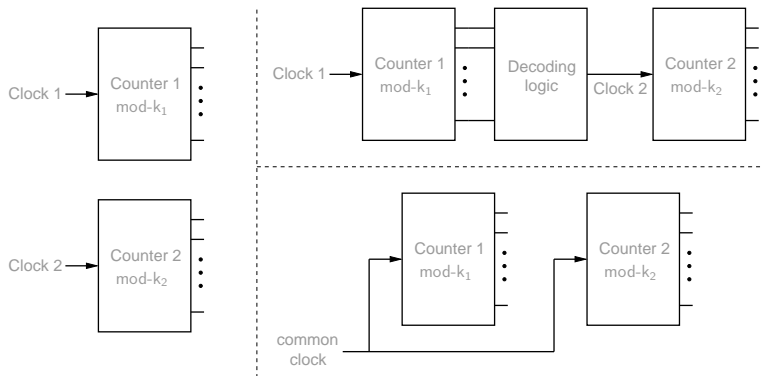 Clock 1
Counter 1
mod-k₁
Clock 2
Counter 2
mod-k₂
Clock 1
Counter 1
mod-k₁
Decoding
logic
Clock 2
Counter 2
mod-k₂
Counter 1
mod-k₁
Counter 2
mod-k₂
common
clock